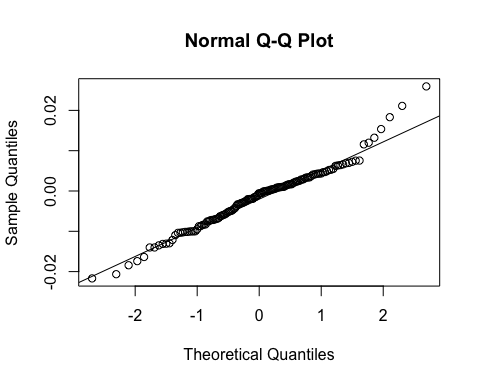 Normal Q-Q Plot
Sample Quantiles
0.02
0.00
-0.02
-2 -1 0 1 2
Theoretical Quantiles